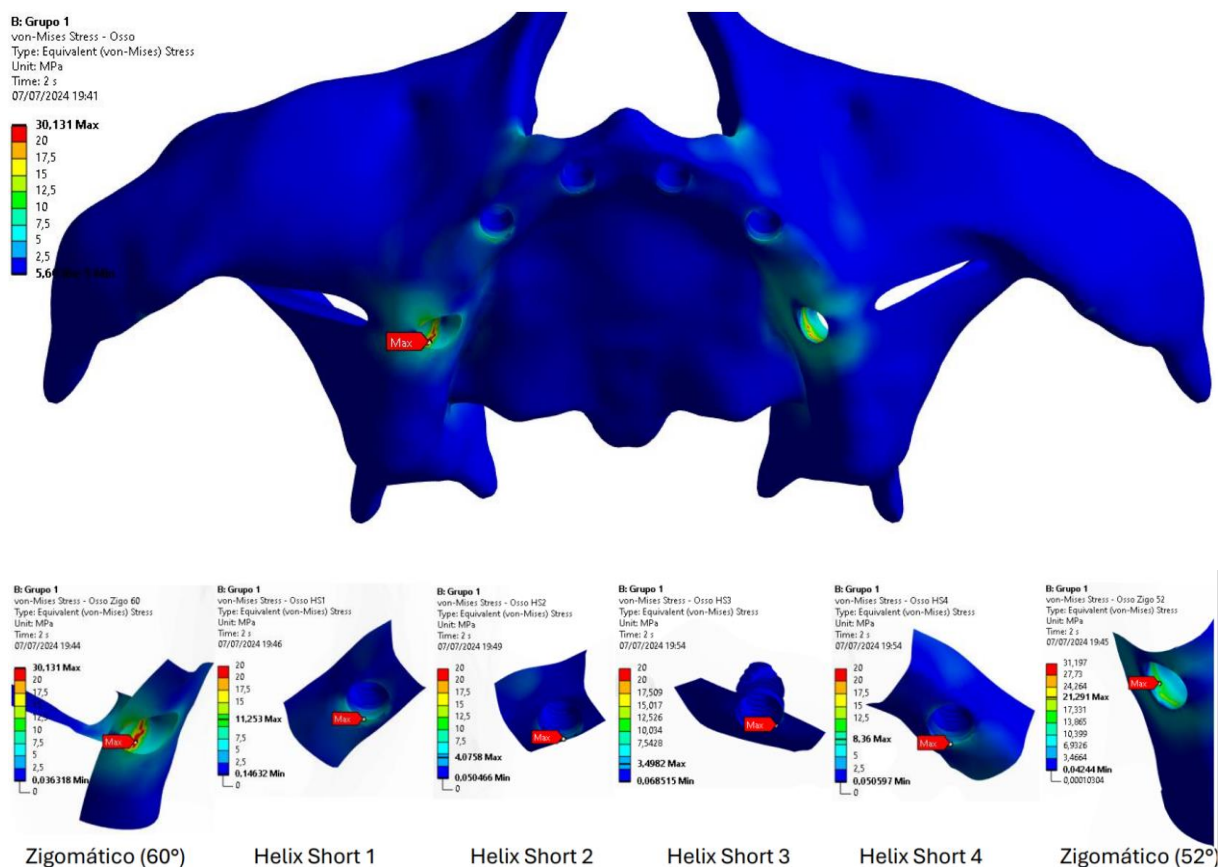 B: Grupo 1
von-Mises Stress - Osso
Type: Equivalent (von-Mises) Stress
Unit: MPa
Time: 2 s
07/07/2024 19:41
30,131 Max
20
17,5
15
12,5
10
7,5
5
2,5
Max
B: Grupo 1
von-Mises Stress - Osso Zigo 60
Type: Equivalent (von-Mises) Stress
Unit: MPa
Time: 2 s
07/07/2024 19:44
30,131 Max
20
17,5
15
12,5
10
7,5
5
2,5
0,036318 Min
0
Max
Zigomático (60º)
B: Grupo 1
von-Mises Stress - Osso HS1
Type: Equivalent (von-Mises) Stress
Unit: MPa
Time: 2 s
07/07/2024 19:46
20
20
17,5
15
11,253 Max
10
7,5
5
2,5
0,14632 Min
0
Max
Helix Short 1
B: Grupo 1
von-Mises Stress - Osso HS2
Type: Equivalent (von-Mises) Stress
Unit: MPa
Time: 2 s
07/07/2024 19:49
20
20
17,5
15
12,5
10
7,5
4,0758 Max
2,5
0,050466 Min
0
Max
Helix Short 2
B: Grupo 1
von-Mises Stress - Osso HS3
Type: Equivalent (von-Mises) Stress
Unit: MPa
Time: 2 s
07/07/2024 19:54
20
20
17,509
15,017
12,526
10,034
7,5428
3,4982 Max
0,068515 Min
0
Max
Helix Short 3
B: Grupo 1
von-Mises Stress - Osso HS4
Type: Equivalent (von-Mises) Stress
Unit: MPa
Time: 2 s
07/07/2024 19:54
20
20
17,5
15
12,5
8,36 Max
5
2,5
0,050597 Min
0
Max
Helix Short 4
B: Grupo 1
von-Mises Stress - Osso Zigo 52
Type: Equivalent (von-Mises) Stress
Unit: MPa
Time: 2 s
07/07/2024 19:45
31,197
27,73
24,264
21,291 Max
17,331
13,865
10,399
6,9326
3,4664
0,04244 Min
0,00010304
Max
Zigomático (52º)